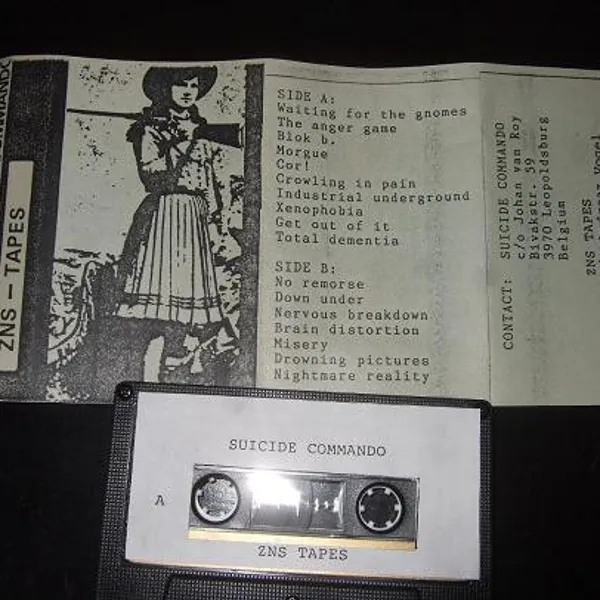 COMMANDO
ZNS - TAPES
SIDE A:
Waiting for the gnomes
The anger game
Blok b.
Morgue
Cor!
Crowling in pain
Industrial underground
Xenophobia
Get out of it
Total dementia
SIDE B:
No remorse
Down under
Nervous breakdown
Brain distortion
Misery
Drowning pictures
Nightmare reality
CONTACT: SUICIDE COMMANDO
c/o Johan van Roy
Bivakstr. 59
3970 Leopoldsburg
Belgium
ZNS TAPES
Vogel
SUICIDE COMMANDO
A
ZNS TAPES